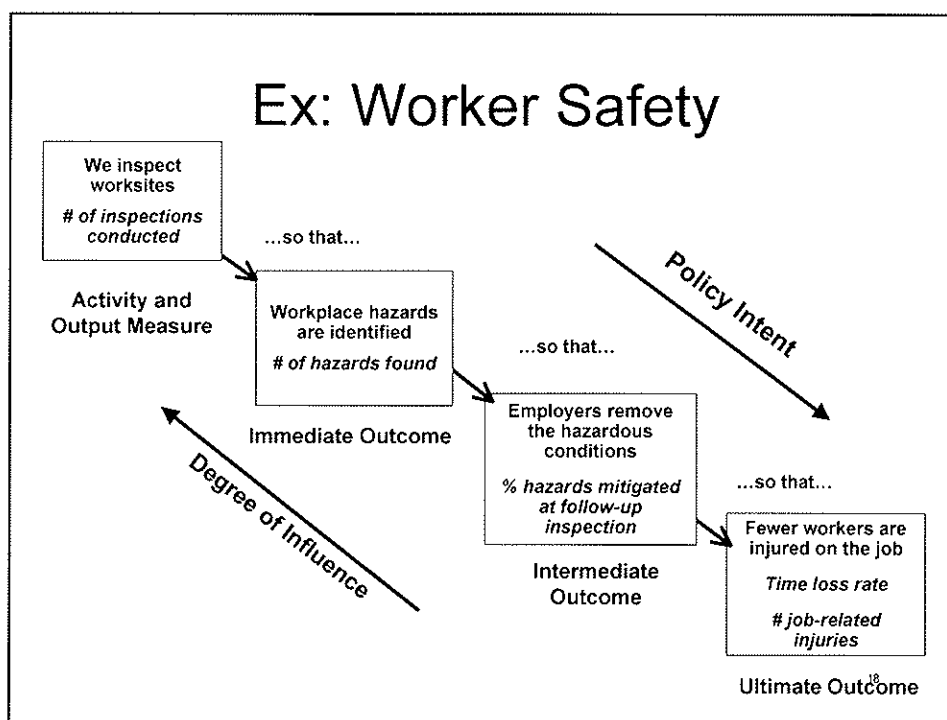 Ex: Worker Safety
We inspect
worksites
# of inspections
conducted
Activity and
Output Measure
...so that...
Workplace hazards
are identified
# of hazards found
Immediate Outcome
...so that...
Employers remove
the hazardous
conditions
% hazards mitigated
at follow-up
inspection
Intermediate
Outcome
...so that...
Fewer workers are
injured on the job
Time loss rate
# job-related
injuries
Ultimate Outcome
18
Policy Intent
Degree of Influence